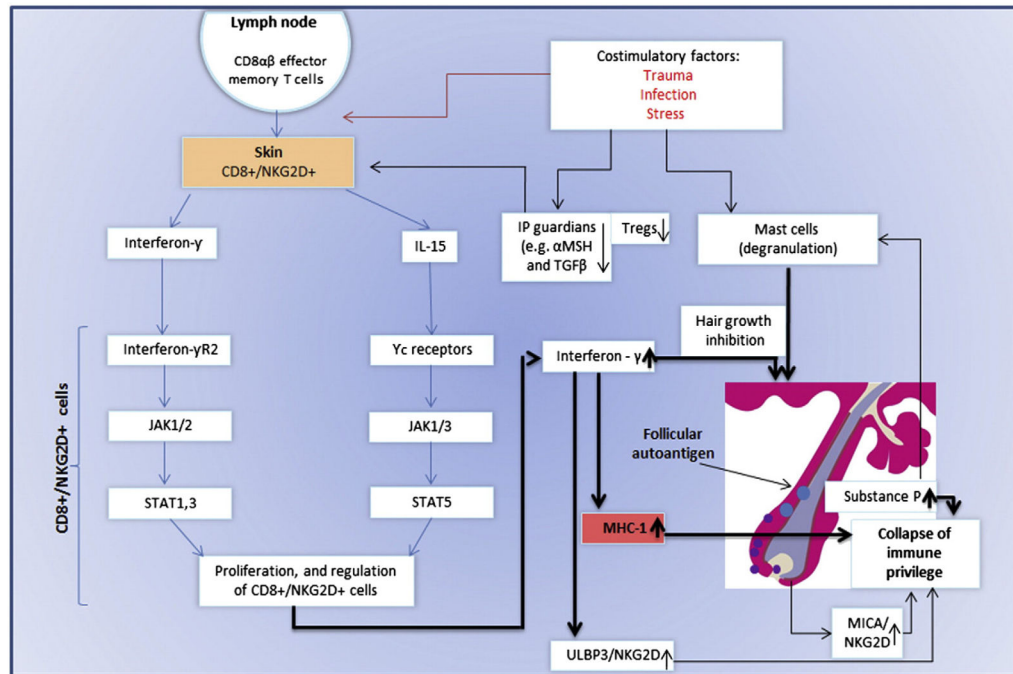 Lymph node
CD8αβ effector
memory T cells
Costimulatory factors:
Trauma
Infection
Stress
Skin
CD8+/NKG2D+
Interferon-γ
IL-15
IP guardians
(e.g. αMSH
and TGFβ
Tregs
Mast cells
(degranulation)
Hair growth
inhibition
Interferon-γR2
Yc receptors
Interferon - γ
CD8+/NKG2D+ cells
JAK1/2
JAK1/3
Follicular
autoantigen
STAT1,3
STAT5
Substance P
MHC-1
Collapse of
immune
privilege
Proliferation, and regulation
of CD8+/NKG2D+ cells
MICA/
NKG2D
ULBP3/NKG2D